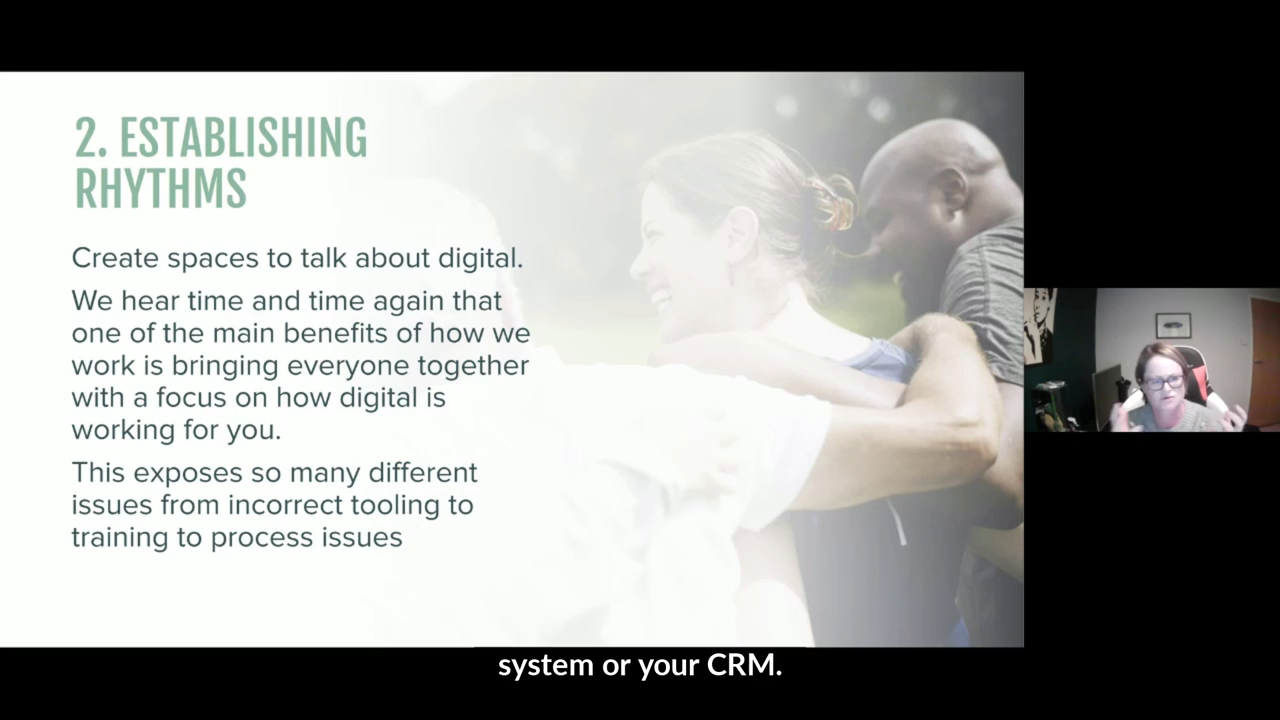 2. ESTABLISHING
RHYTHMS
Create spaces to talk about digital.
We hear time and time again that
one of the main benefits of how we
work is bringing everyone together
with a focus on how digital is
working for you.
This exposes so many different
issues from incorrect tooling to
training to process issues
system or your CRM.